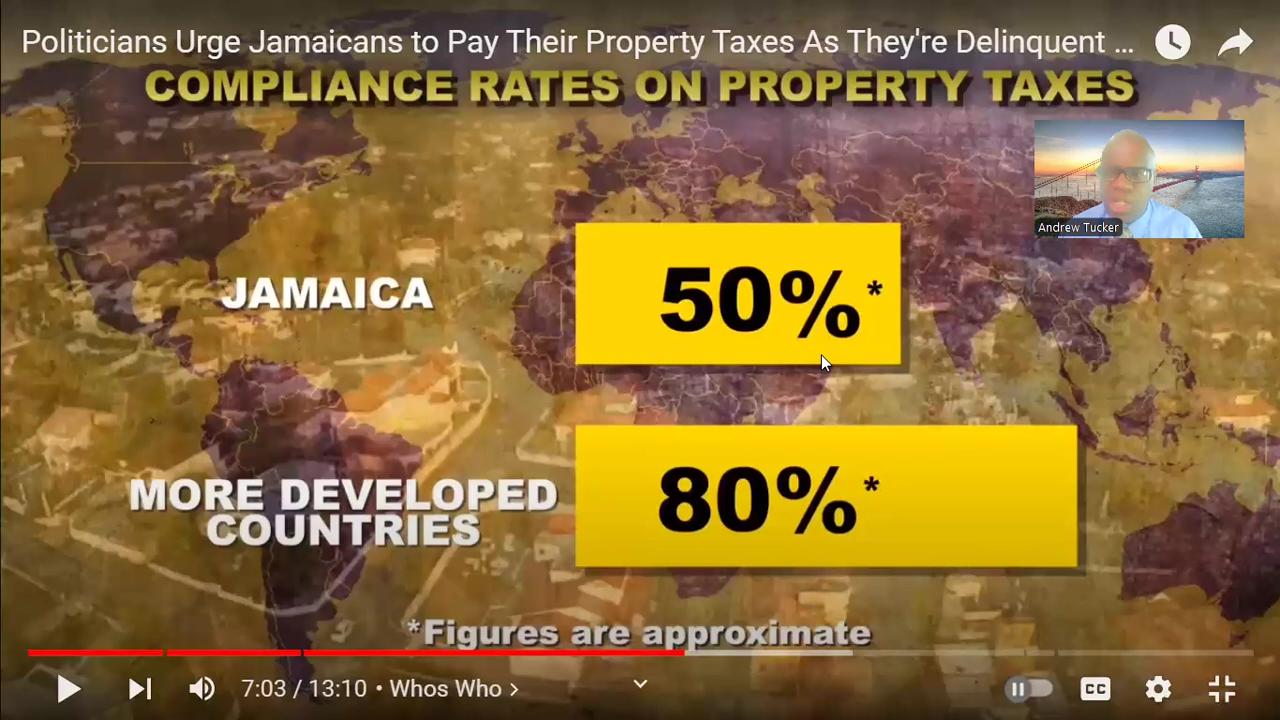 Politicians Urge Jamaicans to Pay Their Property Taxes As They're Delinquent ...
COMPLIANCE RATES ON PROPERTY TAXES
Andrew Tucker
JAMAICA
50%*
MORE DEVELOPED
COUNTRIES
80%*
*Figures are approximate
7:03 / 13:10 • Whos Who >
CC